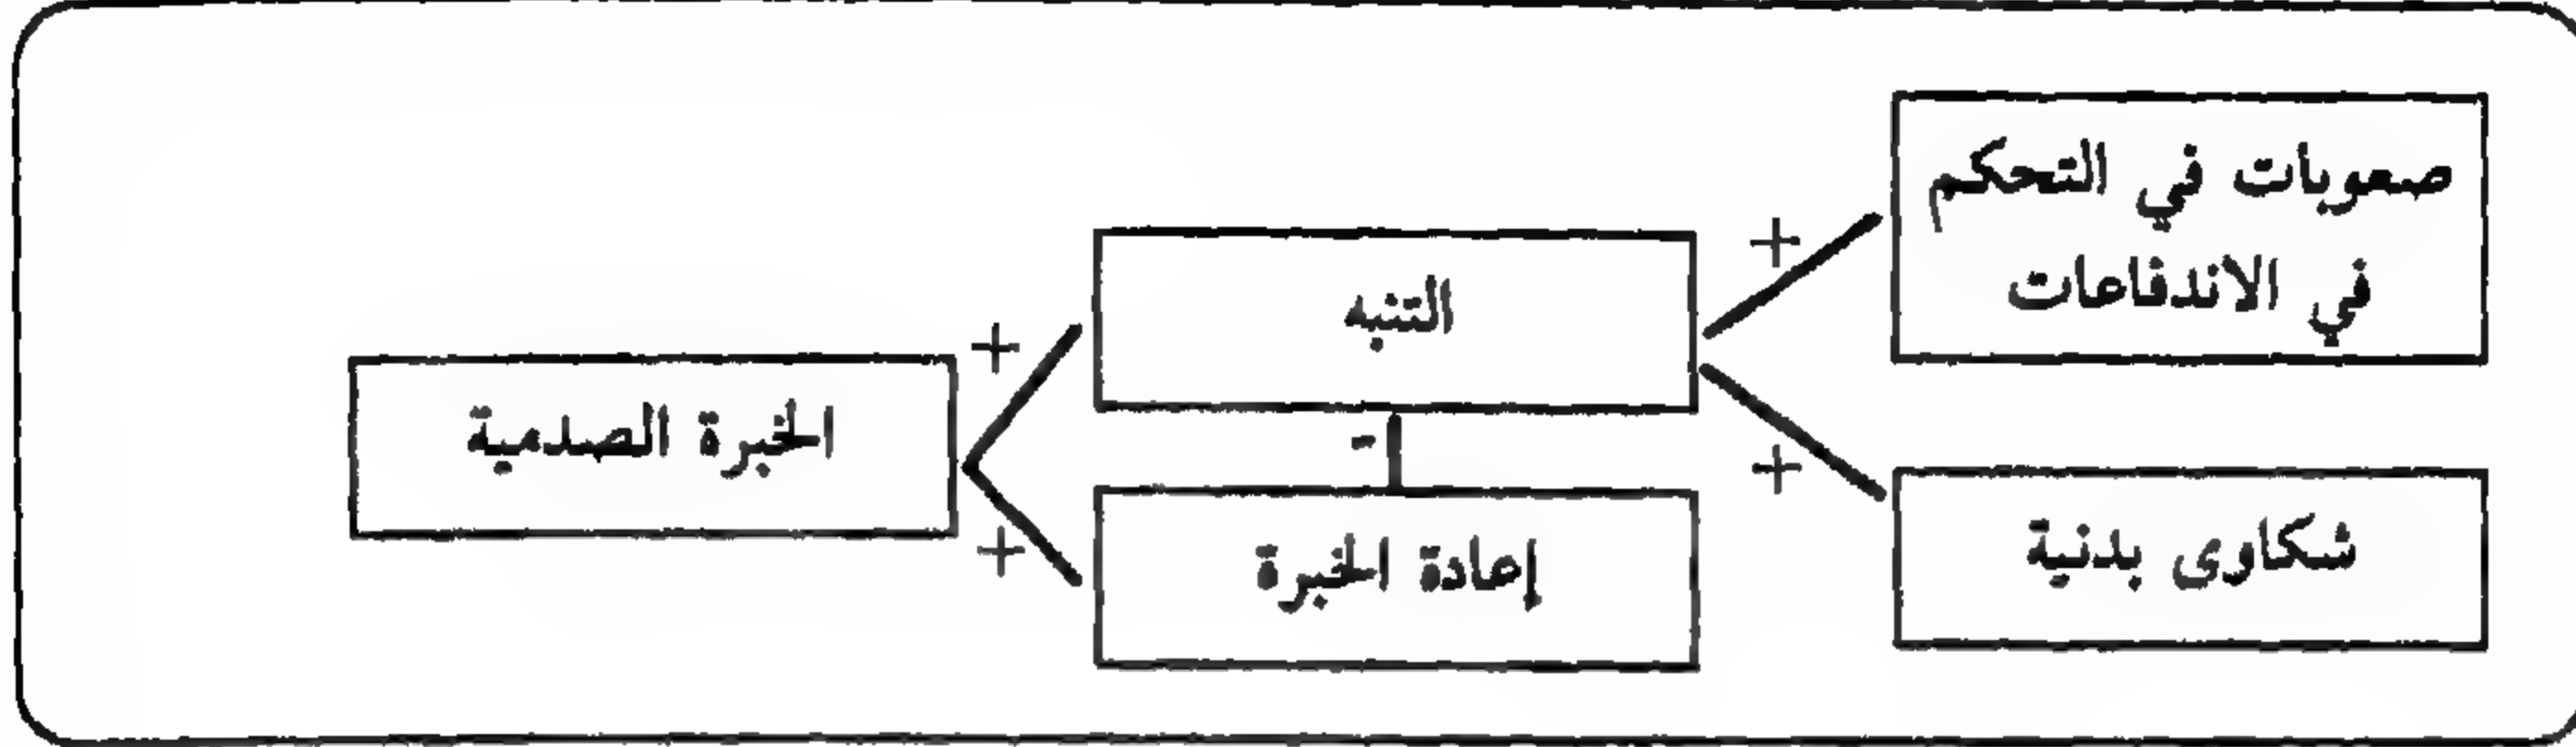 صعوبات في التحكم
في الاندفاعات
+
التنبه
+
الخبرة الصدمية
-
+
إعادة الخبرة
+
شكاوى بدنية